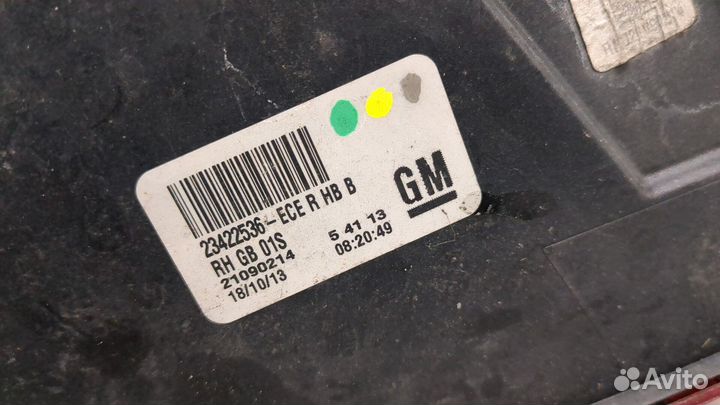 23422536-ECE R HB B
RH GB 01S
21090214
18/10/13
5 41 13
08:20:49
GM
Avito